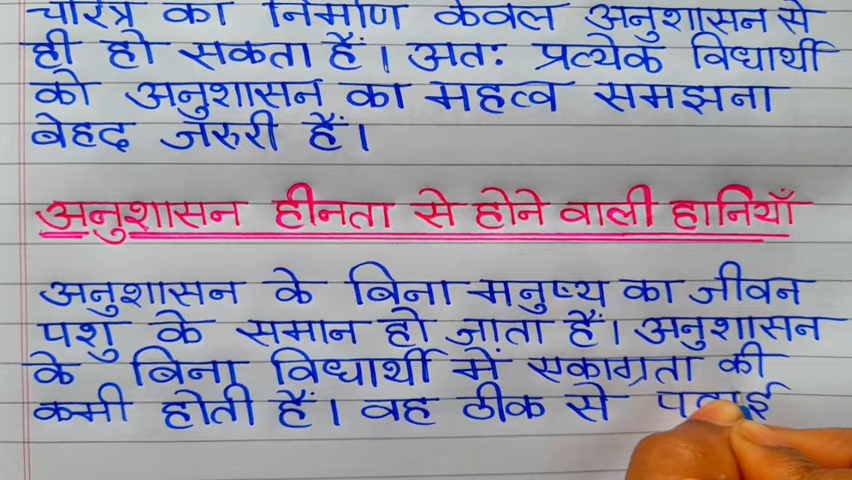 चरित्र का निर्माण केवल अनुशासन से
ही हो सकता हैं। अतः प्रत्येक विधार्थी
को अनुशासन का महत्व समझना
बेहद जरुरी हैं।
अनुशासन हीनता से होने वाली हानियाँ
अनुशासन के बिना मनुष्य का जीवन
पशु के समान हो जाता हैं। अनुशासन
के बिना विधार्थी में एकाग्रता की
कमी होती हैं। वह ठीक से पढाई